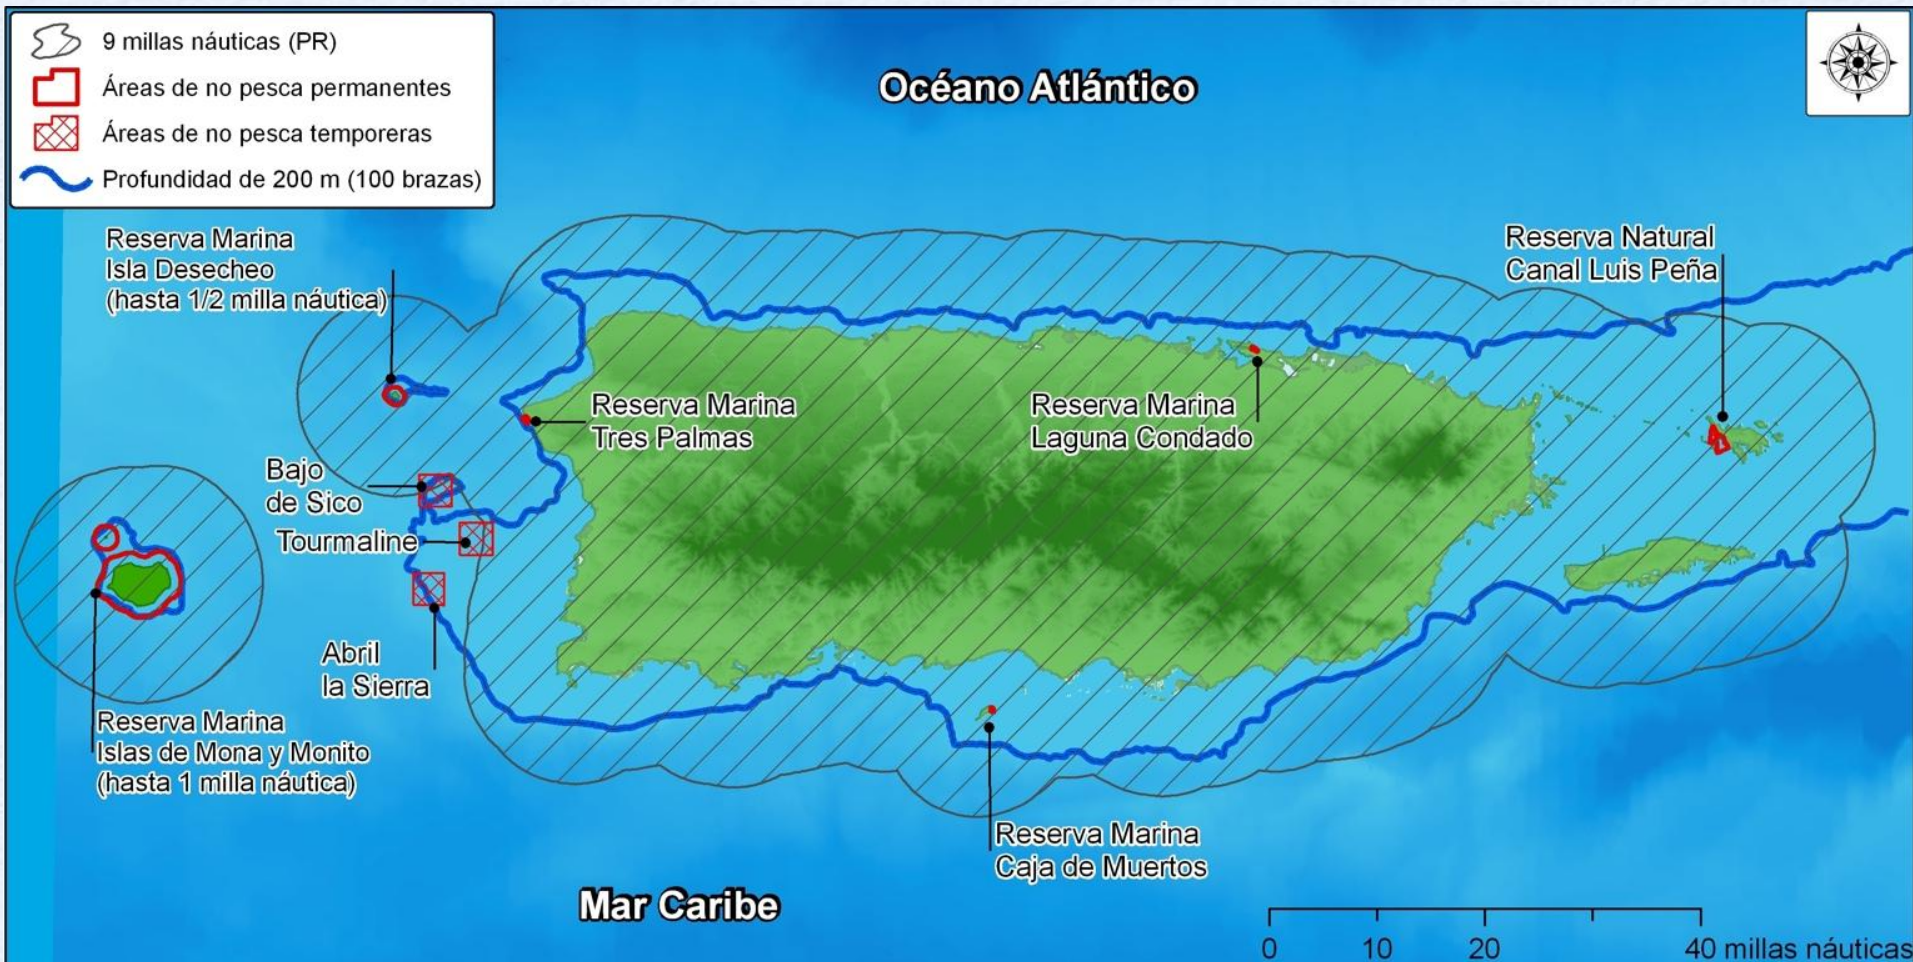 9 millas náuticas (PR)
Áreas de no pesca permanentes
Áreas de no pesca temporeras
Profundidad de 200 m (100 brazas)
Océano Atlántico
Reserva Marina
Isla Desecheo
(hasta 1/2 milla náutica)
Reserva Natural
Canal Luis Peña
Reserva Marina
Tres Palmas
Reserva Marina
Laguna Condado
Bajo
de Sico
Tourmaline
Abril
la Sierra
Reserva Marina
Islas de Mona y Monito
(hasta 1 milla náutica)
Reserva Marina
Caja de Muertos
Mar Caribe
0 10 20 40 millas náuticas